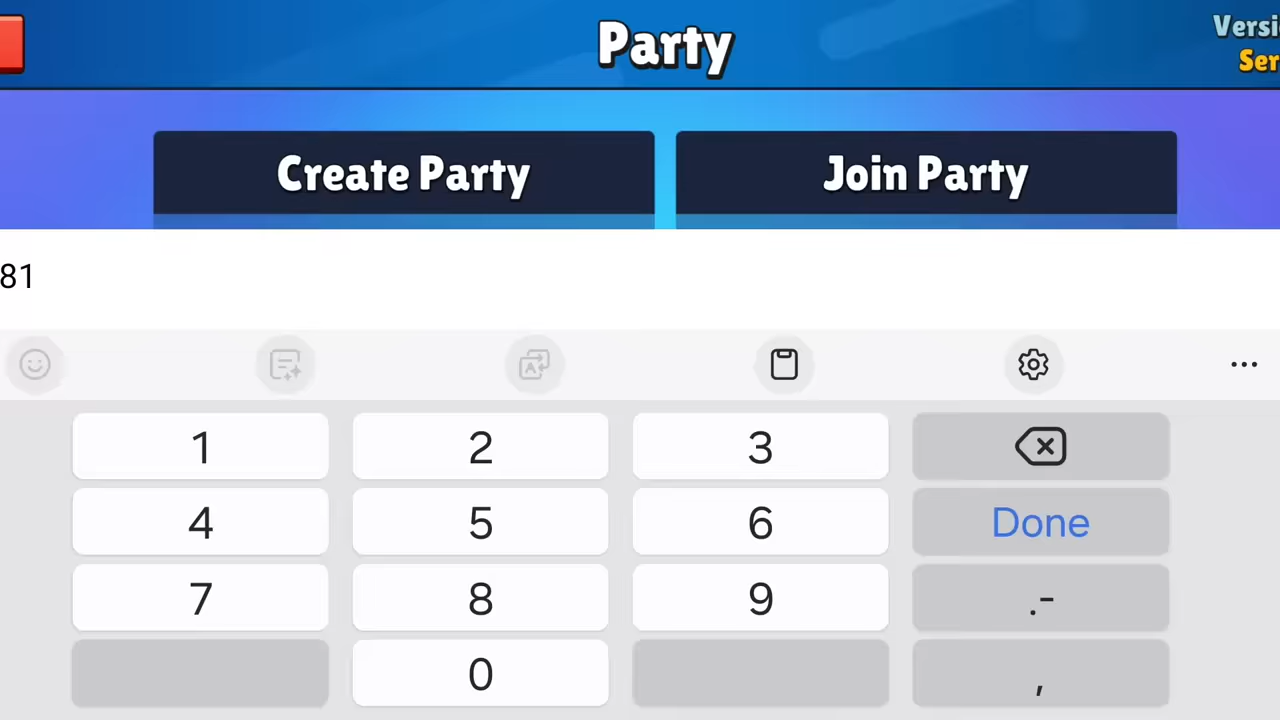 Party
Versi
Ser
Create Party
Join Party
81
1 2 3
4 5 6 Done
7 8 9 .-
0 ,